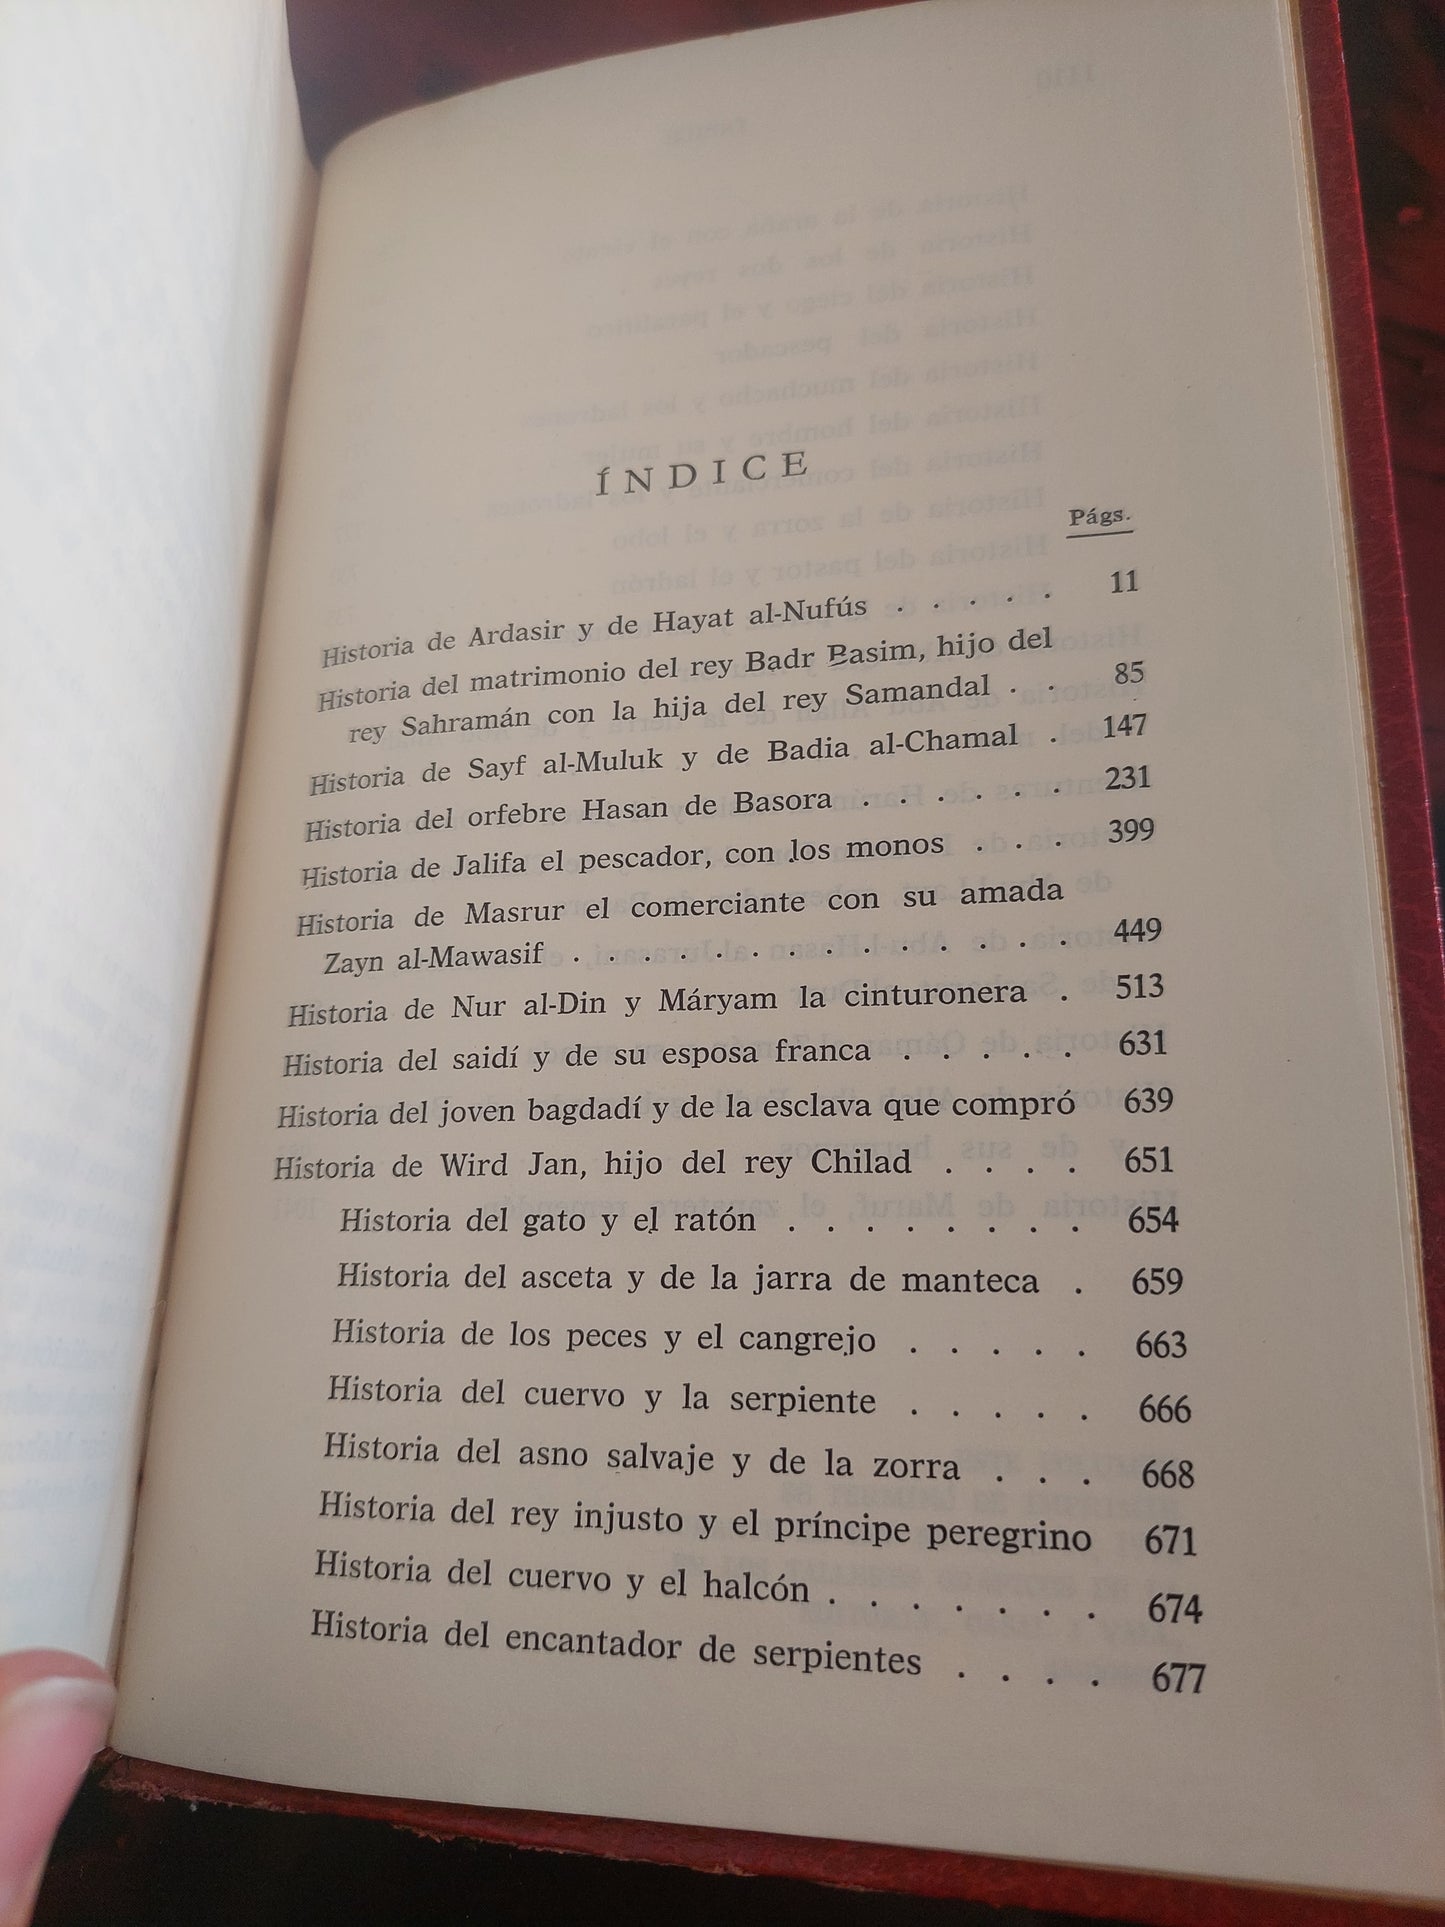 ÍNDICE
Págs.
Historia de Ardasir y de Hayat al-Nufús . . . . . 11
Historia del matrimonio del rey Badr Basim, hijo del
rey Sahramán con la hija del rey Samandal . . 85
Historia de Sayf al-Muluk y de Badia al-Chamal . 147
Historia del orfebre Hasan de Basora . . . . . . 231
Historia de Jalifa el pescador, con los monos . . . 399
Historia de Masrur el comerciante con su amada
Zayn al-Mawasif . . . . . . . . . . . . . 449
Historia de Nur al-Din y Máryam la cinturonera . 513
Historia del saidí y de su esposa franca . . . . . 631
Historia del joven bagdadí y de la esclava que compró 639
Historia de Wird Jan, hijo del rey Chilad . . . . 651
Historia del gato y el ratón . . . . . . . . 654
Historia del asceta y de la jarra de manteca . 659
Historia de los peces y el cangrejo . . . . . 663
Historia del cuervo y la serpiente . . . . . 666
Historia del asno salvaje y de la zorra . . . 668
Historia del rey injusto y el príncipe peregrino 671
Historia del cuervo y el halcón . . . . . . . 674
Historia del encantador de serpientes . . . . 677